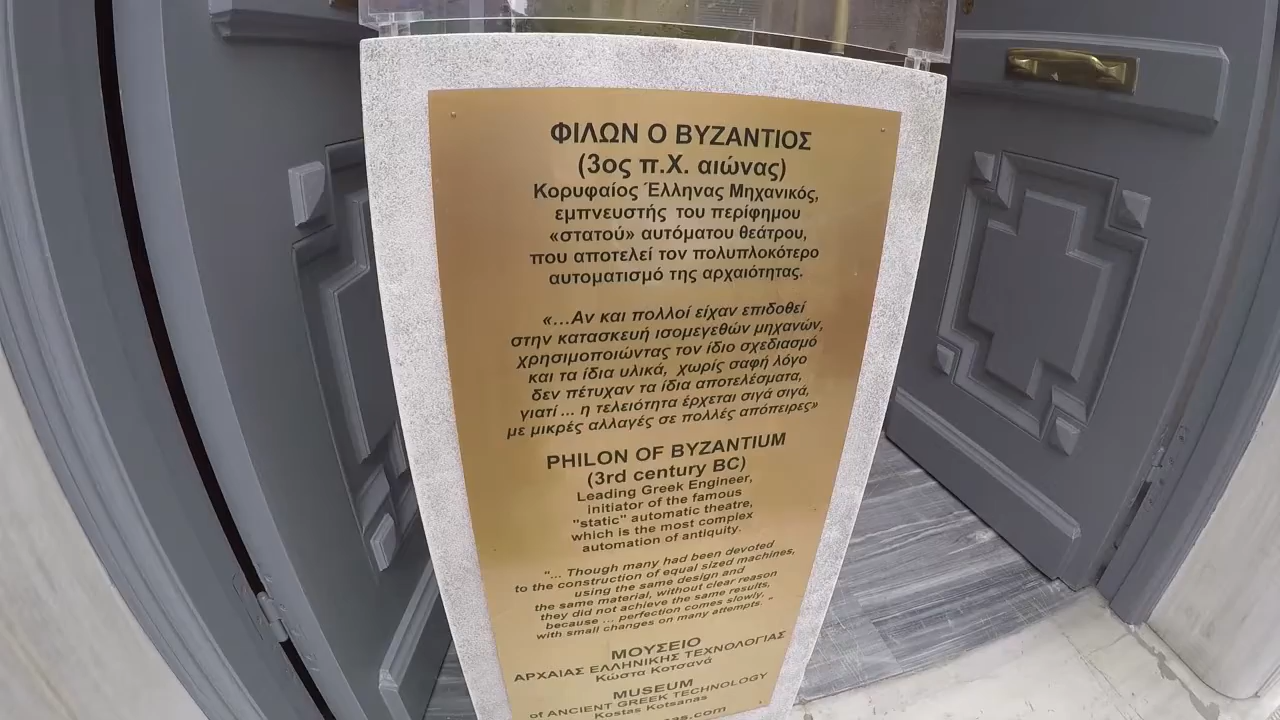 ΦΙΛΩΝ Ο ΒΥΖΑΝΤΙΟΣ
(3ος π.Χ. αιώνας)
Κορυφαίος Έλληνας Μηχανικός,
εμπνευστής του περίφημου
«στατού» αυτόματου θεάτρου,
που αποτελεί τον πολυπλοκότερο
αυτοματισμό της αρχαιότητας.
«...Αν και πολλοί είχαν επιδοθεί
στην κατασκευή ισομεγεθών μηχανών,
χρησιμοποιώντας τον ίδιο σχεδιασμό
και τα ίδια υλικά, χωρίς σαφή λόγο
δεν πέτυχαν τα ίδια αποτελέσματα,
γιατί ... η τελειότητα έρχεται σιγά σιγά,
με μικρές αλλαγές σε πολλές απόπειρες»
PHILON OF BYZANTIUM
(3rd century BC)
Leading Greek Engineer,
initiator of the famous
"static" automatic theatre,
which is the most complex
automation of antiquity.
"... Though many had been devoted
to the construction of equal sized machines,
using the same design and
the same material, without clear reason
they did not achieve the same results,
because ... perfection comes slowly,
with small changes on many attempts. "
ΜΟΥΣΕΙΟ
ΑΡΧΑΙΑΣ ΕΛΛΗΝΙΚΗΣ ΤΕΧΝΟΛΟΓΙΑΣ
Κώστα Κοτσανά
MUSEUM
of ANCIENT GREEK TECHNOLOGY
Kostas Kotsanas